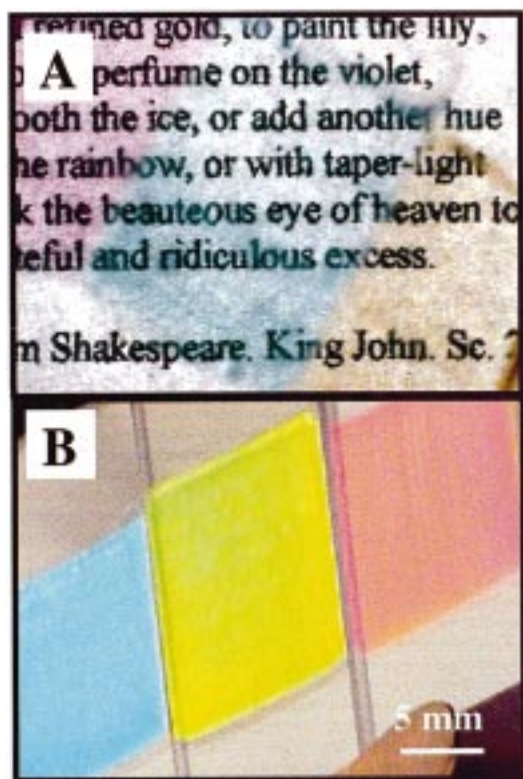 refined gold, to paint the lily,
A perfume on the violet,
ooth the ice, or add another hue
he rainbow, or with taper-light
k the beauteous eye of heaven to
teful and ridiculous excess.
m Shakespeare. King John. Sc.
B
5 mm